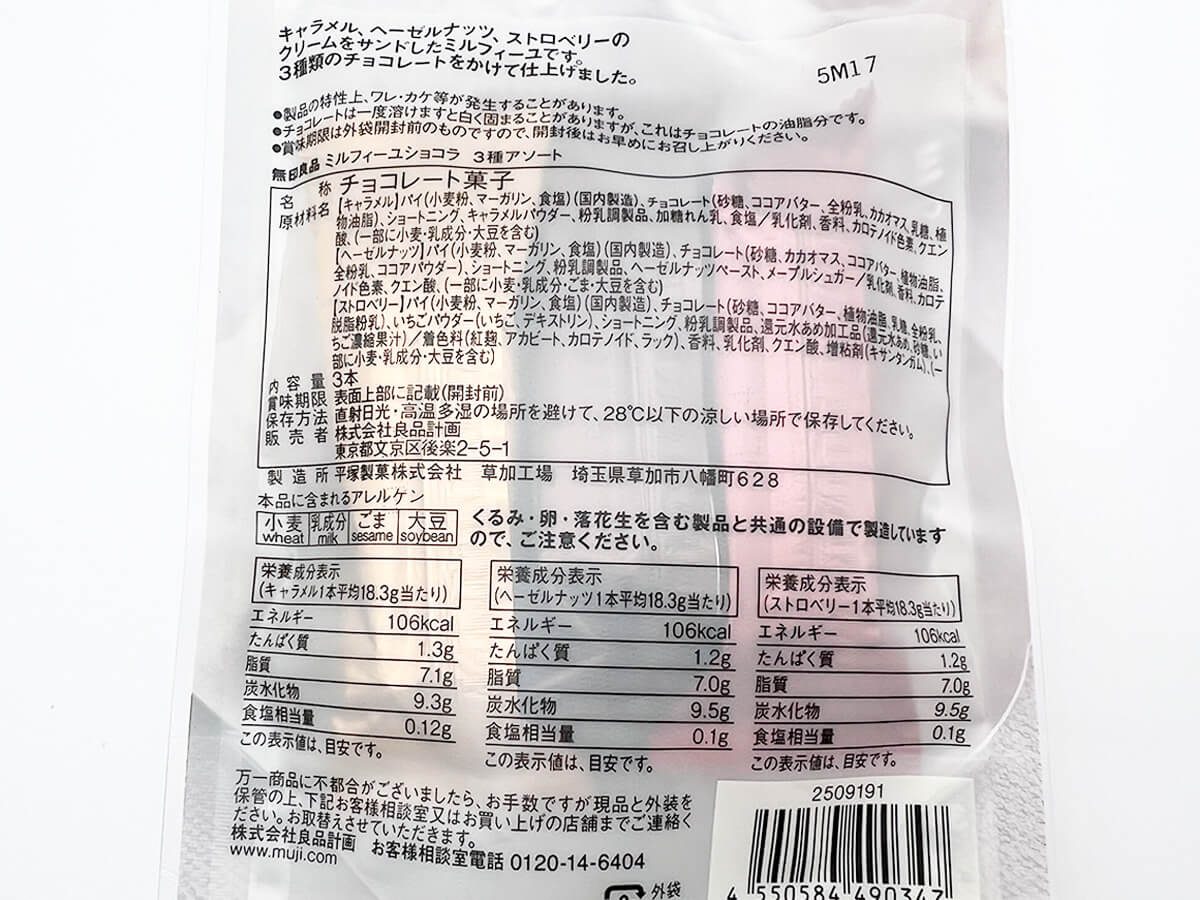 キャラメル、ヘーゼルナッツ、ストロベリーの
クリームをサンドしたミルフィーユです。
3種類のチョコレートをかけて仕上げました。
5M17
●製品の特性上、ワレ・カケ等が発生することがあります。
●チョコレートは一度溶けますと白く固まることがありますが、これはチョコレートの油脂分です。
●賞味期限は外袋開封前のものですので、開封後はお早めにお召し上がりください。
無印良品 ミルフィーユショコラ 3種アソート
名称 チョコレート菓子
原材料名 【キャラメル】パイ(小麦粉、マーガリン、食塩)(国内製造)、チョコレート(砂糖、ココアバター、全粉乳、カカオマス、乳糖、植
物油脂)、ショートニング、キャラメルパウダー、粉乳調製品、加糖れん乳、食塩/乳化剤、香料、カロテノイド色素、クエン
酸、(一部に小麦・乳成分・大豆を含む)
【ヘーゼルナッツ】パイ(小麦粉、マーガリン、食塩)(国内製造)、チョコレート(砂糖、カカオマス、ココアバター、植物油脂、
全粉乳、ココアパウダー)、ショートニング、粉乳調製品、ヘーゼルナッツペースト、メープルシュガー/乳化剤、香料、カロテ
ノイド色素、クエン酸、(一部に小麦・乳成分・ごま・大豆を含む)
【ストロベリー】パイ(小麦粉、マーガリン、食塩)(国内製造)、チョコレート(砂糖、ココアバター、植物油脂、乳糖、全粉乳、
脱脂粉乳)、いちごパウダー(いちご、デキストリン)、ショートニング、粉乳調製品、還元水あめ加工品(還元水あめ、砂糖、い
ちご濃縮果汁)/着色料(紅麹、アカビート、カロテノイド、ラック)、香料、乳化剤、クエン酸、増粘剤(キサンタンガム)、(一
部に小麦・乳成分・大豆を含む)
内容量 3本
賞味期限 表面上部に記載(開封前)
保存方法 直射日光・高温多湿の場所を避けて、28℃以下の涼しい場所で保存してください。
販売者 株式会社良品計画
東京都文京区後楽2-5-1
製造所 平塚製菓株式会社 草加工場 埼玉県草加市八幡町628
本品に含まれるアレルゲン
小麦 乳成分 ごま 大豆
wheat milk sesame soybean
くるみ・卵・落花生を含む製品と共通の設備で製造しています
ので、ご注意ください。
栄養成分表示
(キャラメル1本平均18.3g当たり)
エネルギー 106kcal
たんぱく質 1.3g
脂質 7.1g
炭水化物 9.3g
食塩相当量 0.12g
この表示値は、目安です。
栄養成分表示
(ヘーゼルナッツ1本平均18.3g当たり)
エネルギー 106kcal
たんぱく質 1.2g
脂質 7.0g
炭水化物 9.5g
食塩相当量 0.1g
この表示値は、目安です。
栄養成分表示
(ストロベリー1本平均18.3g当たり)
エネルギー 106kcal
たんぱく質 1.2g
脂質 7.0g
炭水化物 9.5g
食塩相当量 0.1g
この表示値は、目安です。
万一商品に不都合がございましたら、お手数ですが現品と外装を
保管の上、下記お客様相談室又はお買い上げの店舗までご連絡く
ださい。お取替えさせていただきます。
株式会社良品計画 お客様相談室電話 0120-14-6404
www.muji.com
外袋
2509191
4 550584 490347